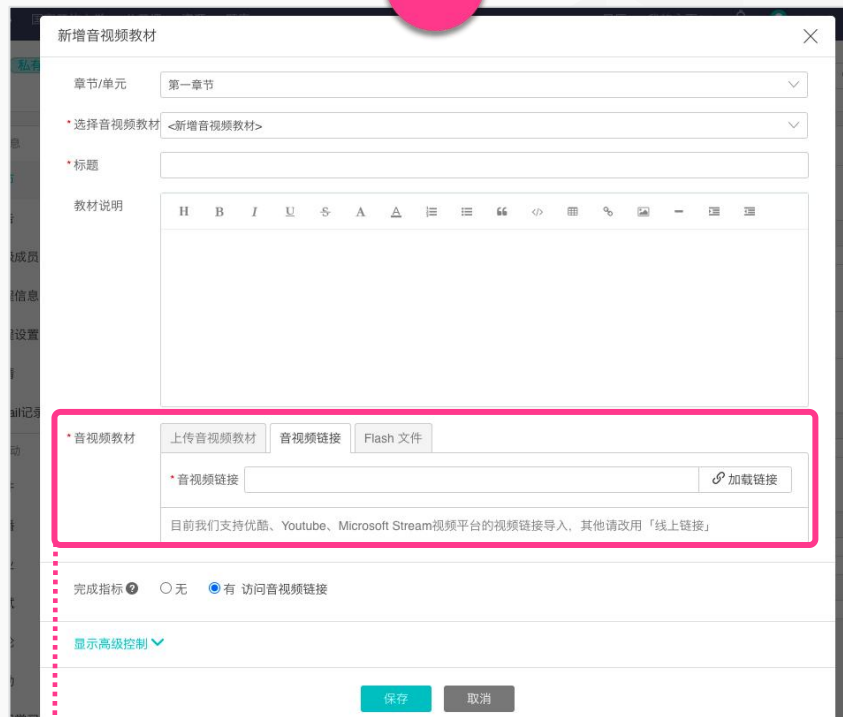 新增音视频教材
私有
章节/单元 第一章节
*选择音视频教材 <新增音视频教材>
*标题
教材说明
H B I U S A A
成员
信息
设置
ail记录
*音视频教材 上传音视频教材 音视频链接 Flash 文件
*音视频链接 加载链接
目前我们支持优酷、Youtube、Microsoft Stream视频平台的视频链接导入，其他请改用「线上链接」
完成指标 无 有 访问音视频链接
显示高级控制
保存 取消